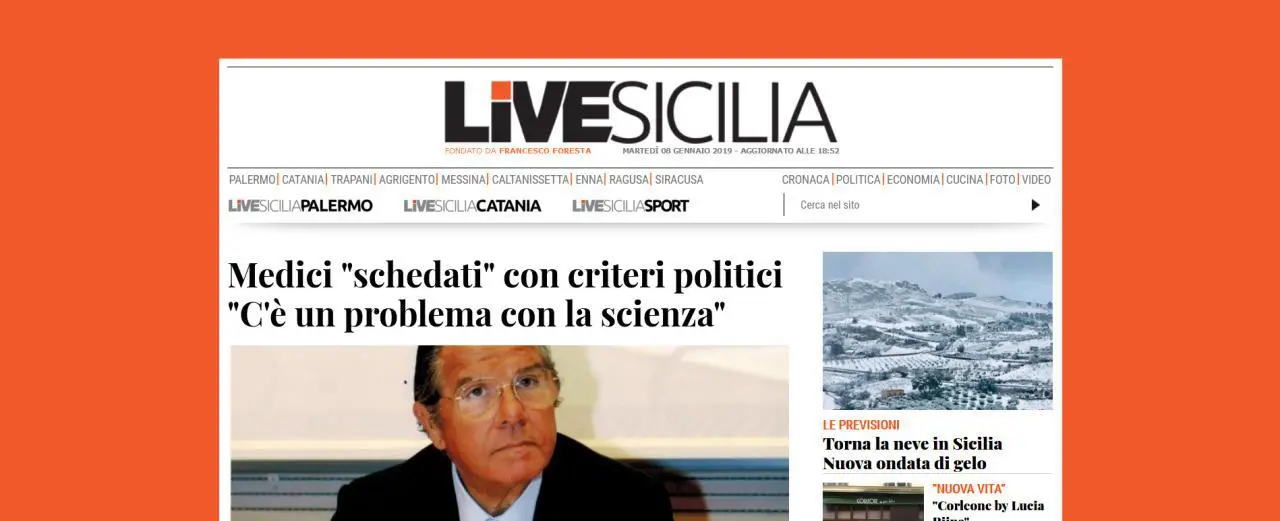 LiVESICILIA
FONDATO DA FRANCESCO FORESTA
MARTEDÌ 08 GENNAIO 2019 - AGGIORNATO ALLE 18:52
PALERMO| CATANIA| TRAPANI| AGRIGENTO| MESSINA| CALTANISSETTA| ENNA| RAGUSA| SIRACUSA
CRONACA | POLITICA | ECONOMIA | CUCINA | FOTO | VIDEO
LiVESICILIAPALERMO
LiVESICILIACATANIA
LiVESICILIASPORT
Cerca nel sito
Medici "schedati" con criteri politici
"C'è un problema con la scienza"
LE PREVISIONI
Torna la neve in Sicilia
Nuova ondata di gelo
"NUOVA VITA"
"Corleone by Lucia